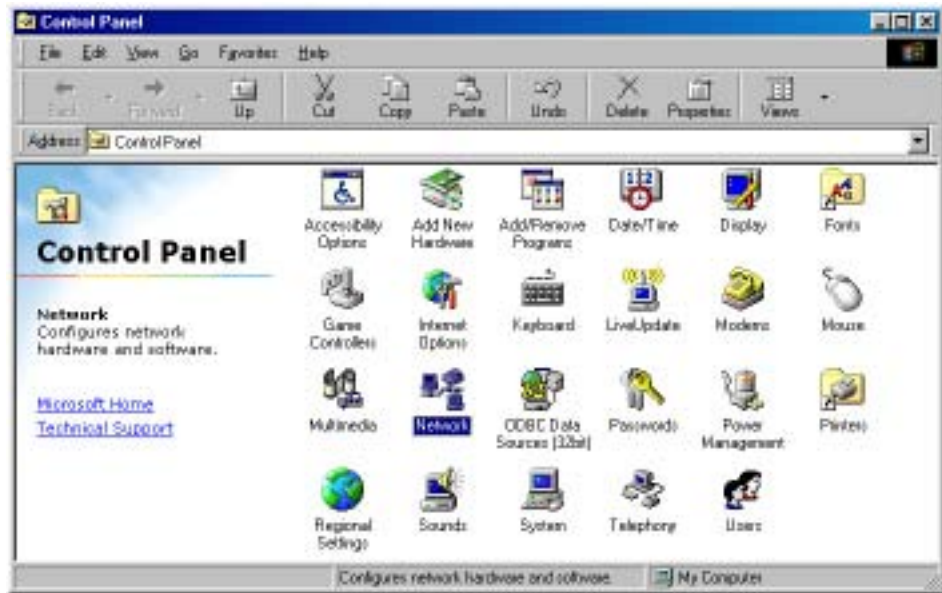 Control Panel
File Edit View Go Favorites Help
Back Forward Up Cut Copy Paste Undo Delete Properties Views
Address Control Panel
Control Panel
Network
Configures network
hardware and software.
Microsoft Home
Technical Support
Accessibility
Options
Add New
Hardware
Add/Remove
Programs
Date/Time
Display
Fonts
Game
Controllers
Internet
Options
Keyboard
LiveUpdate
Modems
Mouse
Multimedia
Network
ODBC Data
Sources (32bit)
Passwords
Power
Management
Printers
Regional
Settings
Sounds
System
Telephony
Users
Configures network hardware and software.
My Computer